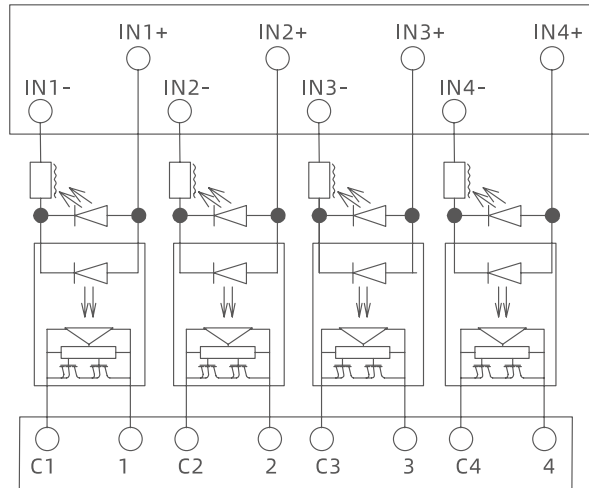 IN1+ IN2+ IN3+ IN4+
IN1- IN2- IN3- IN4-
C1 1 C2 2 C3 3 C4 4